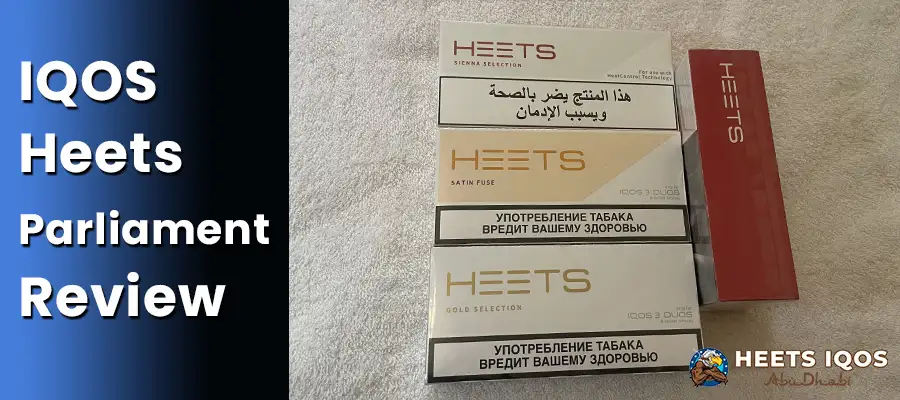 IQOS
Heets
Parliament
Review
HEETS
SIENNA SELECTION
For use with
HeatControl Technology
هذا المنتج يضر بالصحة
ويسبب الإدمان
HEETS
SATIN FUSE
IQOS 3 DUOS
УПОТРЕБЛЕНИЕ ТАБАКА
ВРЕДИТ ВАШЕМУ ЗДОРОВЬЮ
HEETS
GOLD SELECTION
IQOS 3 DUOS
УПОТРЕБЛЕНИЕ ТАБАКА
ВРЕДИТ ВАШЕМУ ЗДОРОВЬЮ
HEETS
HEETS IQOS
Abu Dhabi